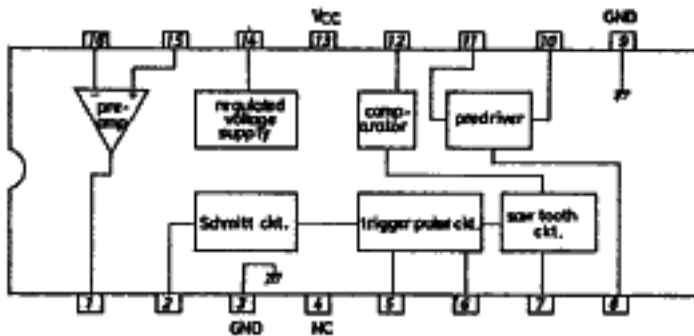 VCC GND
16 15 14 13 12 11 10 9
pre-
amp
regulated
voltage
supply
comp-
arator
predriver
Schmitt ckt.
trigger pulse ckt.
saw tooth
ckt.
1 2 3 4 5 6 7 8
GND NC